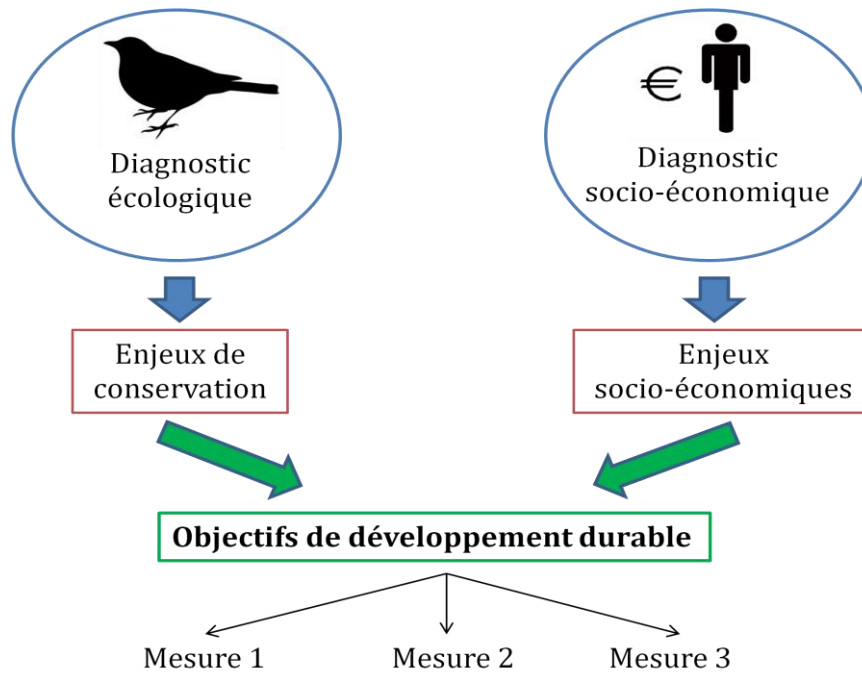 €
Diagnostic
écologique
Diagnostic
socio-économique
Enjeux de
conservation
Enjeux
socio-économiques
Objectifs de développement durable
Mesure 1
Mesure 2
Mesure 3